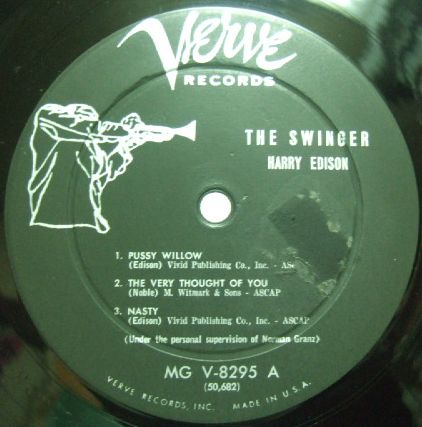 Verve
RECORDS
THE SWINGER
HARRY EDISON
1. PUSSY WILLOW
(Edison) Vivid Publishing Co., Inc. - AS
2. THE VERY THOUGHT OF YOU
(Noble) M. Witmark & Sons - ASCAP
3. NASTY
(Edison) Vivid Publishing Co., Inc. - ASCAP
(Under the personal supervision of Norman Granz)
MG V-8295 A
(50,682)
VERVE RECORDS, INC. MADE IN U.S.A.